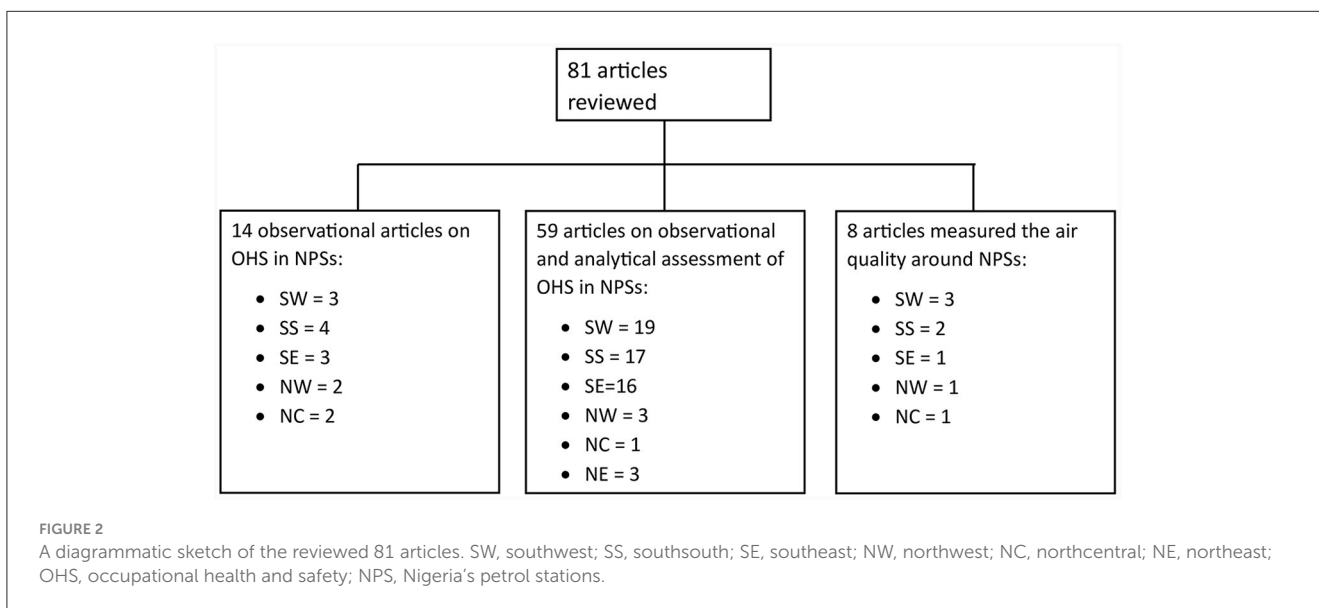 81 articles
reviewed
14 observational articles on
OHS in NPSs:
• SW = 3
• SS = 4
• SE = 3
• NW = 2
• NC = 2
59 articles on observational
and analytical assessment of
OHS in NPSs:
• SW = 19
• SS = 17
• SE=16
• NW = 3
• NC = 1
• NE = 3
8 articles measured the air
quality around NPSs:
• SW = 3
• SS = 2
• SE = 1
• NW = 1
• NC = 1
FIGURE 2
A diagrammatic sketch of the reviewed 81 articles. SW, southwest; SS, southsouth; SE, southeast; NW, northwest; NC, northcentral; NE, northeast;
OHS, occupational health and safety; NPS, Nigeria's petrol stations.